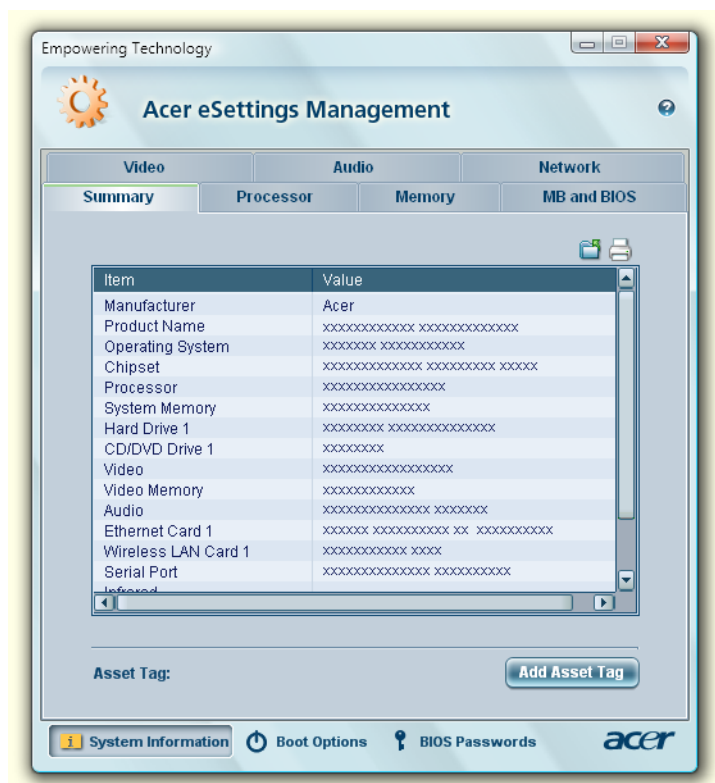 Empowering Technology
Acer eSettings Management
Video Audio Network
Summary Processor Memory MB and BIOS
Item Value
Manufacturer Acer
Product Name xxxxxxxxxxxx xxxxxxxxxxxxx
Operating System xxxxxxx xxxxxxxxxxx
Chipset xxxxxxxxxxxxx xxxxxxxxx xxxxx
Processor xxxxxxxxxxxxxxxx
System Memory xxxxxxxxxxxxxx
Hard Drive 1 xxxxxxxx xxxxxxxxxxxxxx
CD/DVD Drive 1 xxxxxxxx
Video xxxxxxxxxxxxxxxxx
Video Memory xxxxxxxxxxxx
Audio xxxxxxxxxxxxxx xxxxxxx
Ethernet Card 1 xxxxxx xxxxxxxxxx xx xxxxxxxxxx
Wireless LAN Card 1 xxxxxxxxxxx xxxx
Serial Port xxxxxxxxxxxxxx xxxxxxxxxx
Infrared
Asset Tag: Add Asset Tag
System Information Boot Options BIOS Passwords acer